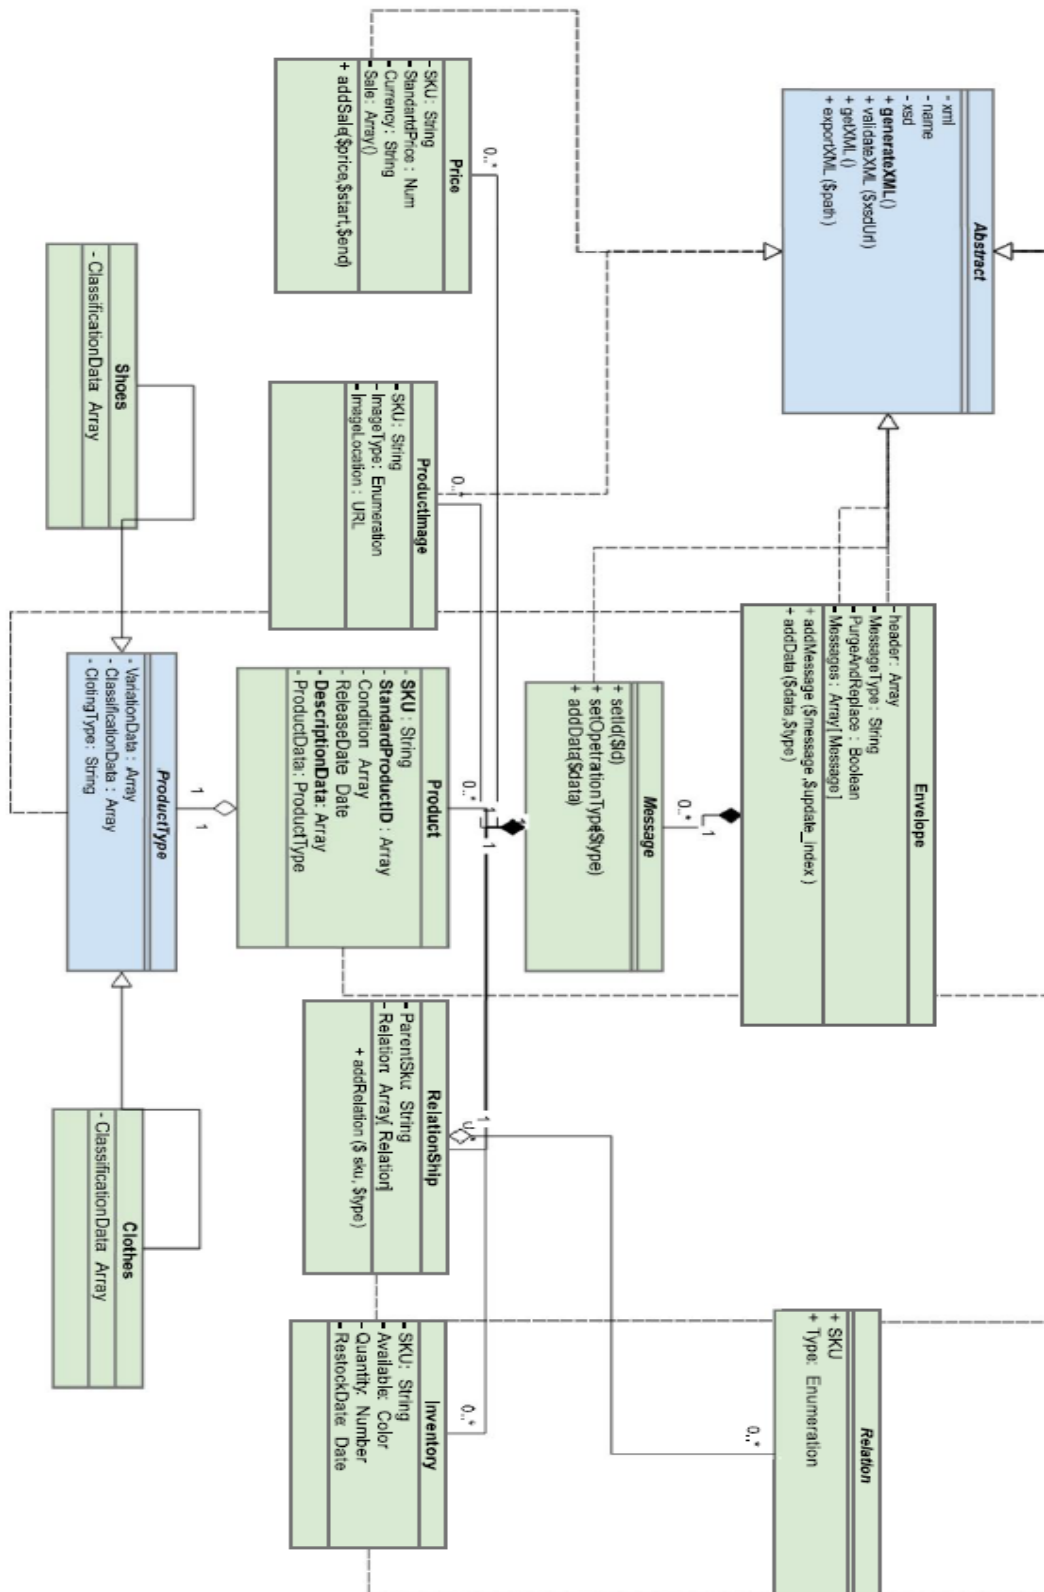 Abstract
- xml
- name
- xsd
+ generateXML()
+ validateXML ($xsdUrl)
+ getXML ()
+ exportXML ($path)
Envelope
- header: Array
- MessageType: String
- PurgeAndReplace: Boolean
- Messages: Array[Message]
+ addMessage ($message,$update_index)
+ addData ($data,$type)
1
0..*
Message
+ setId($Id)
+ setOpetrationType($type)
+ addData($data)
Relation
+ SKU
+ Type: Enumeration
0..*
Price
- SKU: String
- StandartdPrice: Num
- Currency: String
- Sale: Array()
+ addSale($price,$start,$end)
0..*
ProductImage
- SKU: String
- ImageType: Enumeration
- ImageLocation: URL
0..*
Product
- SKU: String
- StandardProductID: Array
- Condition Array
- ReleaseDate Date
- DescriptionData: Array
- ProductData: ProductType
0..*
1
1
1
RelationShip
- ParentSku: String
- Relation: Array[Relation]
+ addRelation ($ sku, $type)
Inventory
- SKU: String
- Available: Color
- Quantity: Number
- RestockDate: Date
0..*
1
1
Shoes
- ClassificationData: Array
ProductType
- VariationData: Array
- ClassificationData: Array
- ClotingType: String
Clothes
- ClassificationData: Array